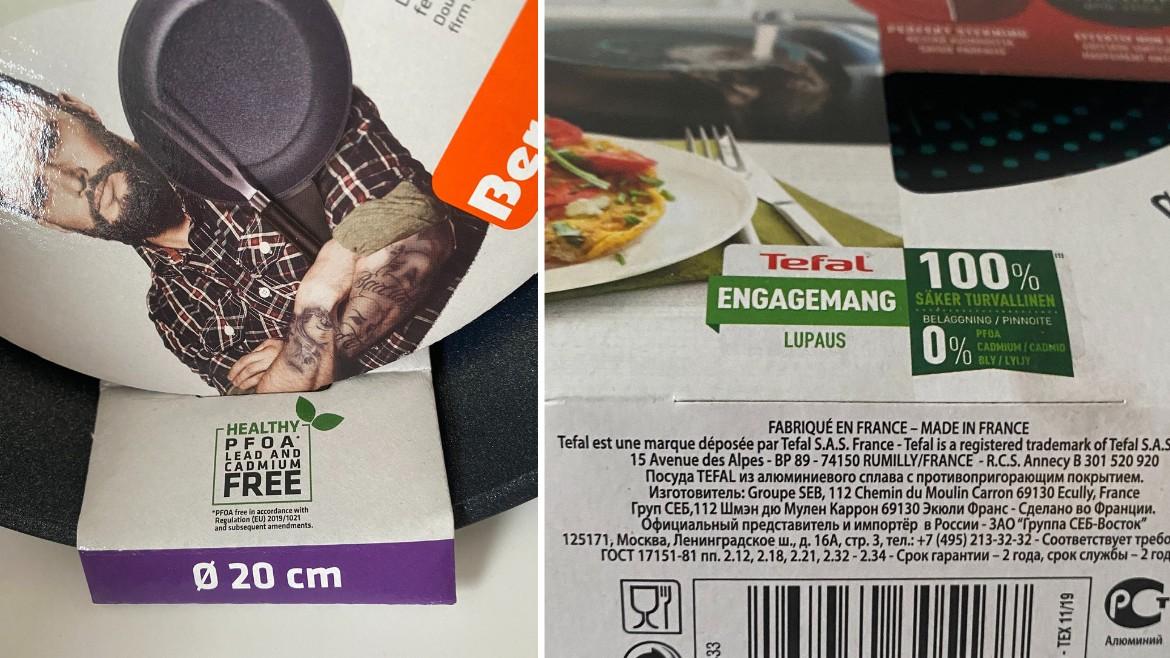 Ber
HEALTHY
PFOA*
LEAD AND
CADMIUM
FREE
*PFOA free in accordance with
Regulation (EU) 2019/1021
and subsequent amendments.
Ø 20 cm
Tefal
ENGAGEMANG
LUPAUS
100% (1)
SÄKER TURVALLINEN
BELÄGGNING / PINNOITE
0% PFOA
CADMIUM / CADMIO
BLY / LYIJY
FABRIQUÉ EN FRANCE – MADE IN FRANCE
Tefal est une marque déposée par Tefal S.A.S. France - Tefal is a registered trademark of Tefal S.A.S
15 Avenue des Alpes - BP 89 - 74150 RUMILLY/FRANCE - R.C.S. Annecy B 301 520 920
Посуда TEFAL из алюминиевого сплава с противопригорающим покрытием.
Изготовитель: Groupe SEB, 112 Chemin du Moulin Carron 69130 Ecully, France
Груп СЕБ,112 Шмэн дю Мулен Каррон 69130 Экюли Франс - Сделано во Франции.
Официальный представитель и импортёр в России - ЗАО “Группа СЕБ-Восток”
125171, Москва, Ленинградское ш., д. 16А, стр. 3, тел.: +7 (495) 213-32-32 - Соответствует требо
ГОСТ 17151-81 пп. 2.12, 2.18, 2.21, 2.32 - 2.34 - Срок гарантии – 2 года, срок службы – 2 год
33
- TEX 11/19
Алюминий